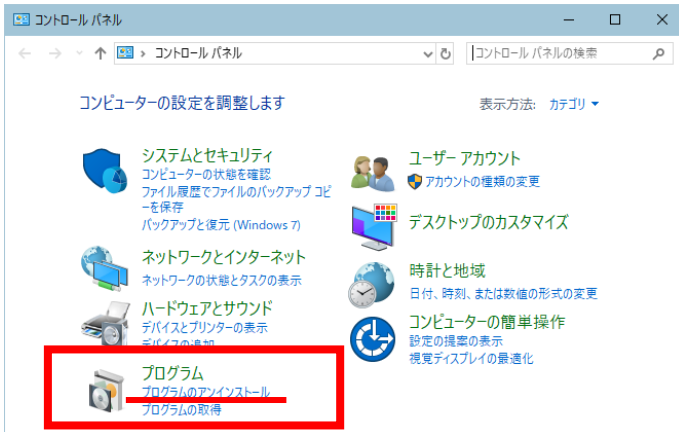 コントロール パネル
コントロール パネル
コントロール パネルの検索
コンピューターの設定を調整します
表示方法: カテゴリ
システムとセキュリティ
コンピューターの状態を確認
ファイル履歴でファイルのバックアップ コピ
ーを保存
バックアップと復元 (Windows 7)
ネットワークとインターネット
ネットワークの状態とタスクの表示
ハードウェアとサウンド
デバイスとプリンターの表示
デバイスの追加
プログラム
プログラムのアンインストール
プログラムの取得
ユーザー アカウント
アカウントの種類の変更
デスクトップのカスタマイズ
時計と地域
日付、時刻、または数値の形式の変更
コンピューターの簡単操作
設定の提案の表示
視覚ディスプレイの最適化